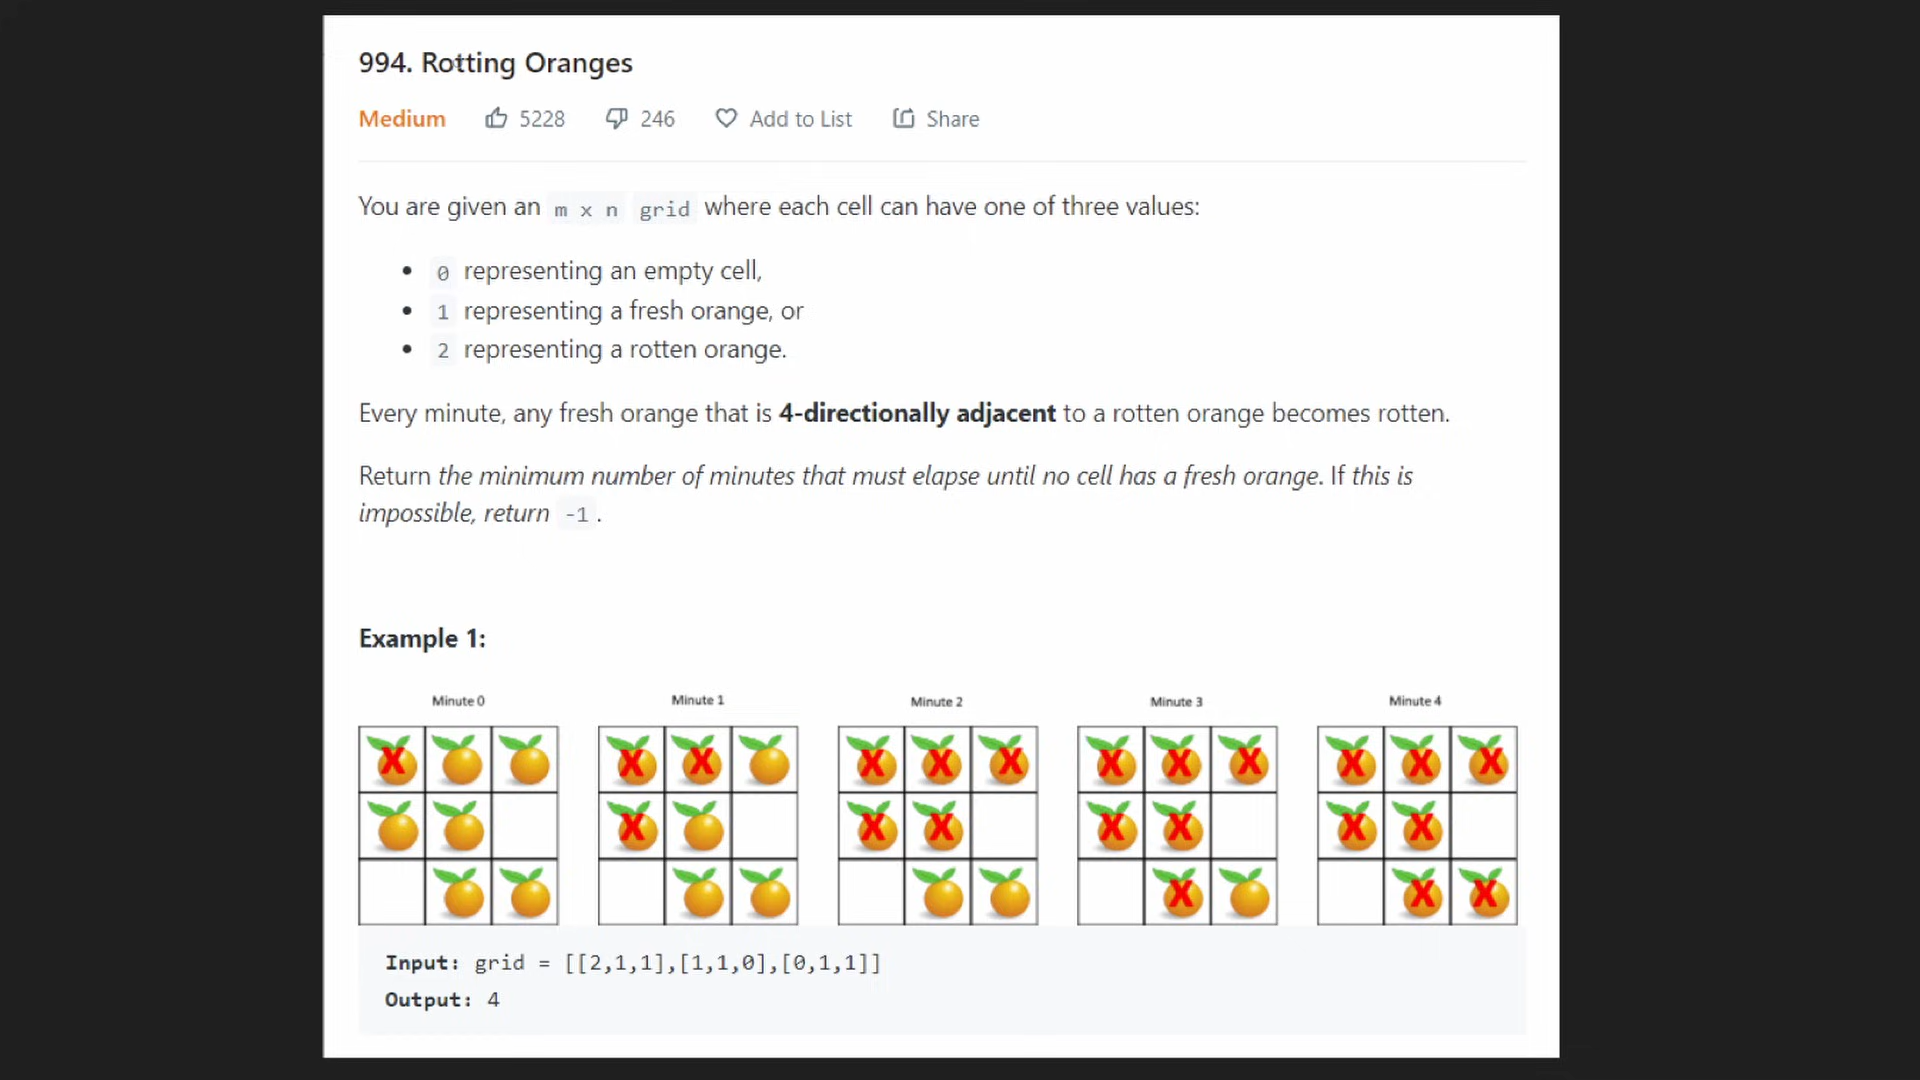 994. Rotting Oranges
Medium 5228 246 Add to List Share
You are given an m x n grid where each cell can have one of three values:
• 0 representing an empty cell,
• 1 representing a fresh orange, or
• 2 representing a rotten orange.
Every minute, any fresh orange that is 4-directionally adjacent to a rotten orange becomes rotten.
Return the minimum number of minutes that must elapse until no cell has a fresh orange. If this is
impossible, return -1.
Example 1:
Minute 0 Minute 1 Minute 2 Minute 3 Minute 4
X X X X X X X X X X X
X X X X X X X
X X X
Input: grid = [[2,1,1],[1,1,0],[0,1,1]]
Output: 4